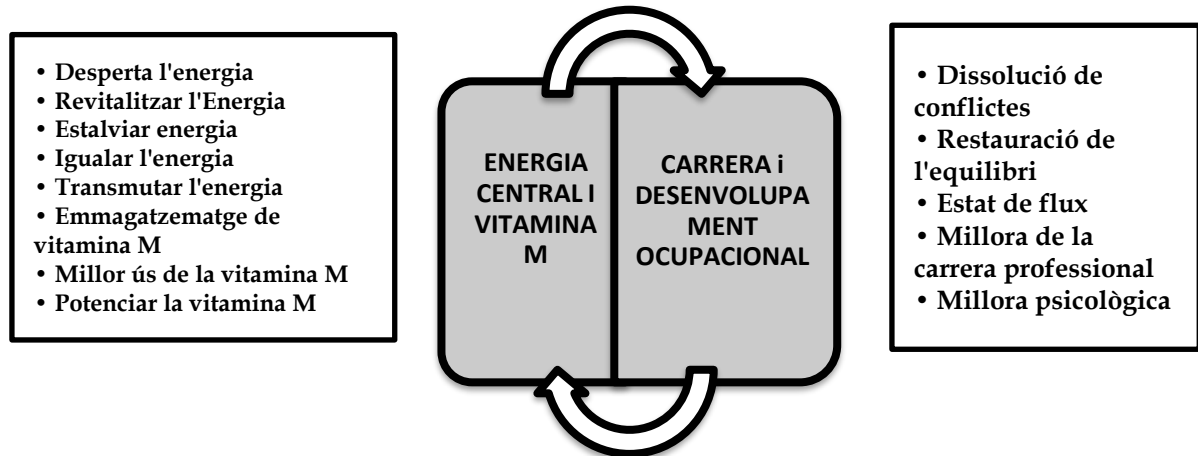 • Desperta l'energia
• Revitalitzar l'Energia
• Estalviar energia
• Igualar l'energia
• Transmutar l'energia
• Emmagatzematge de
vitamina M
• Millor ús de la vitamina M
• Potenciar la vitamina M
ENERGIA
CENTRAL I
VITAMINA
M
CARRERA i
DESENVOLUPA
MENT
OCUPACIONAL
• Dissolució de
conflictes
• Restauració de
l'equilibri
• Estat de flux
• Millora de la
carrera professional
• Millora psicològica